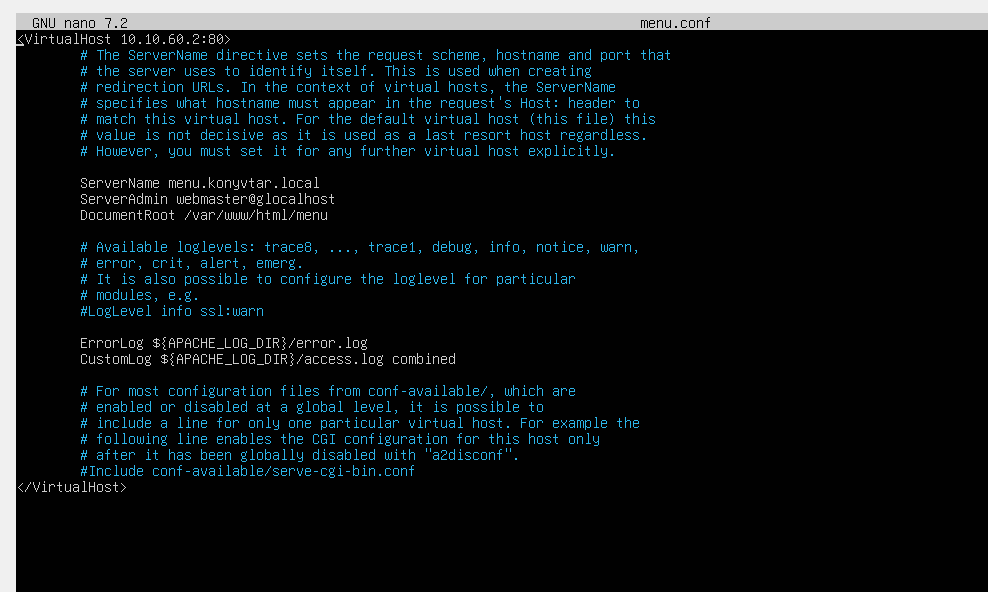 GNU nano 7.2 menu.conf
<VirtualHost 10.10.60.2:80>
# The ServerName directive sets the request scheme, hostname and port that
# the server uses to identify itself. This is used when creating
# redirection URLs. In the context of virtual hosts, the ServerName
# specifies what hostname must appear in the request's Host: header to
# match this virtual host. For the default virtual host (this file) this
# value is not decisive as it is used as a last resort host regardless.
# However, you must set it for any further virtual host explicitly.
ServerName menu.konyvtar.local
ServerAdmin webmaster@glocalhost
DocumentRoot /var/www/html/menu
# Available loglevels: trace8, ..., trace1, debug, info, notice, warn,
# error, crit, alert, emerg.
# It is also possible to configure the loglevel for particular
# modules, e.g.
#LogLevel info ssl:warn
ErrorLog ${APACHE_LOG_DIR}/error.log
CustomLog ${APACHE_LOG_DIR}/access.log combined
# For most configuration files from conf-available/, which are
# enabled or disabled at a global level, it is possible to
# include a line for only one particular virtual host. For example the
# following line enables the CGI configuration for this host only
# after it has been globally disabled with "a2disconf".
#Include conf-available/serve-cgi-bin.conf
</VirtualHost>